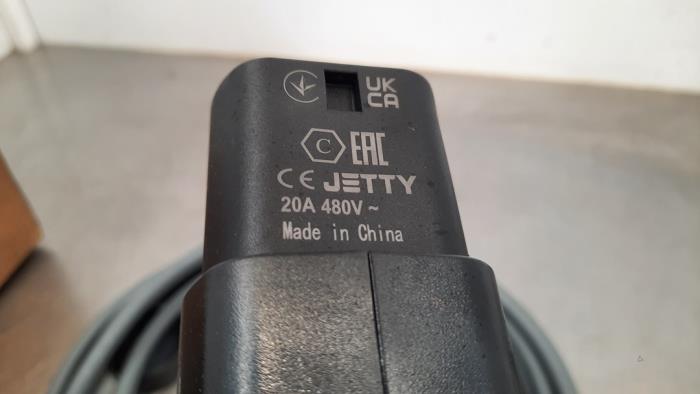 UK
CA
C EAC
CE JETTY
20A 480V ~
Made in China